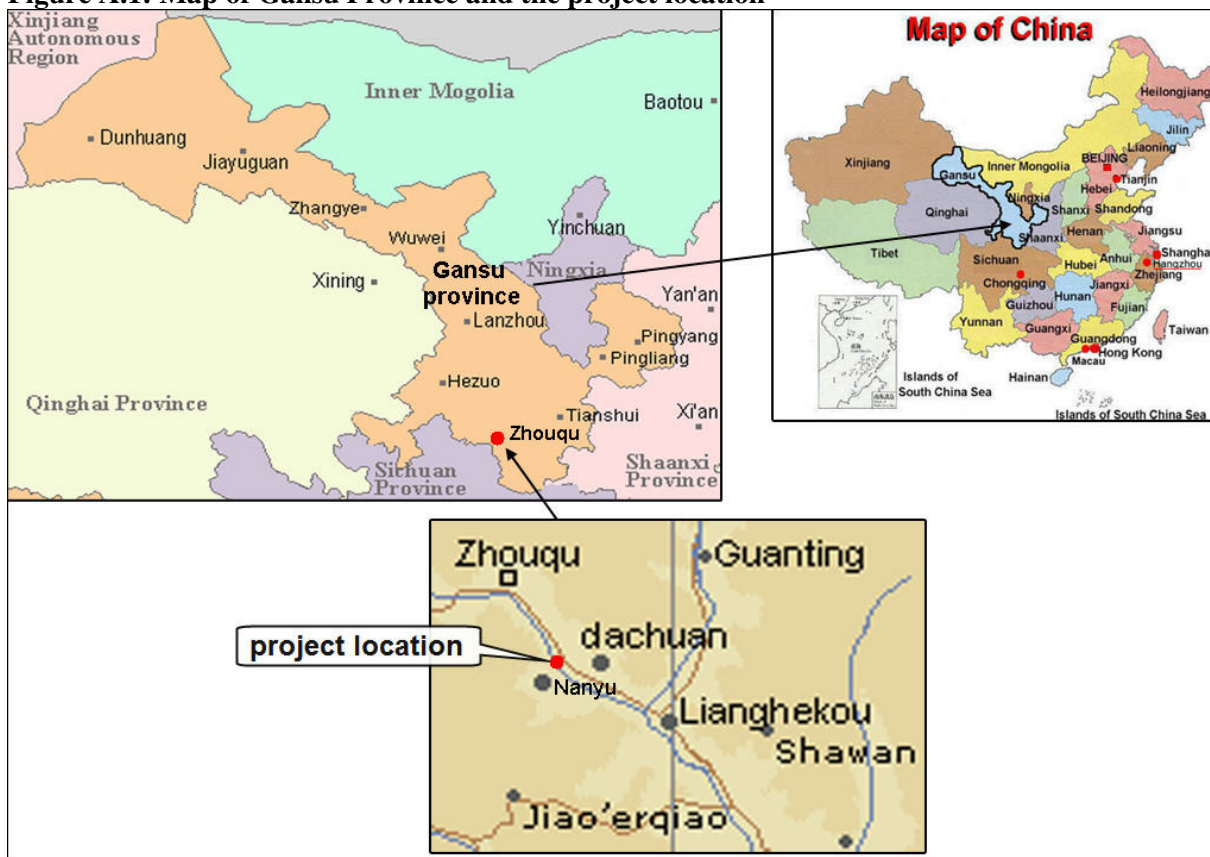 Figure A.1: Map of Gansu Province and the project location
Xinjiang
Autonomous
Region
Inner Mogolia
Baotou
Dunhuang
Jiayuguan
Zhangye
Wuwei
Yinchuan
Ningxia
Xining
Gansu
province
Yan'an
Lanzhou
Pingyang
Pingliang
Hezuo
Qinghai Province
Tianshui
Xi'an
Zhouqu
Sichuan
Province
Shaanxi
Province
Map of China
Heilongjiang
Jilin
Liaoning
Xinjiang
Inner Mongolia
BEIJING
Gansu
Tianjin
Hebei
Ningxia
Qinghai
Shanxi
Shandong
Shaanxi
Henan
Jiangsu
Tibet
Sichuan
Hubei
Anhui
Shangha
Hangzhou
Zhejiang
Chongqing
Hunan
Jiangxi
Guizhou
Fujian
Yunnan
Guangxi
Guangdong
Taiwan
Hong Kong
Macau
Hainan
Islands of
South China Sea
Islands of South China Sea
Zhouqu
Guanting
project location
dachuan
Nanyu
Lianghekou
Shawan
Jiao'erqiao